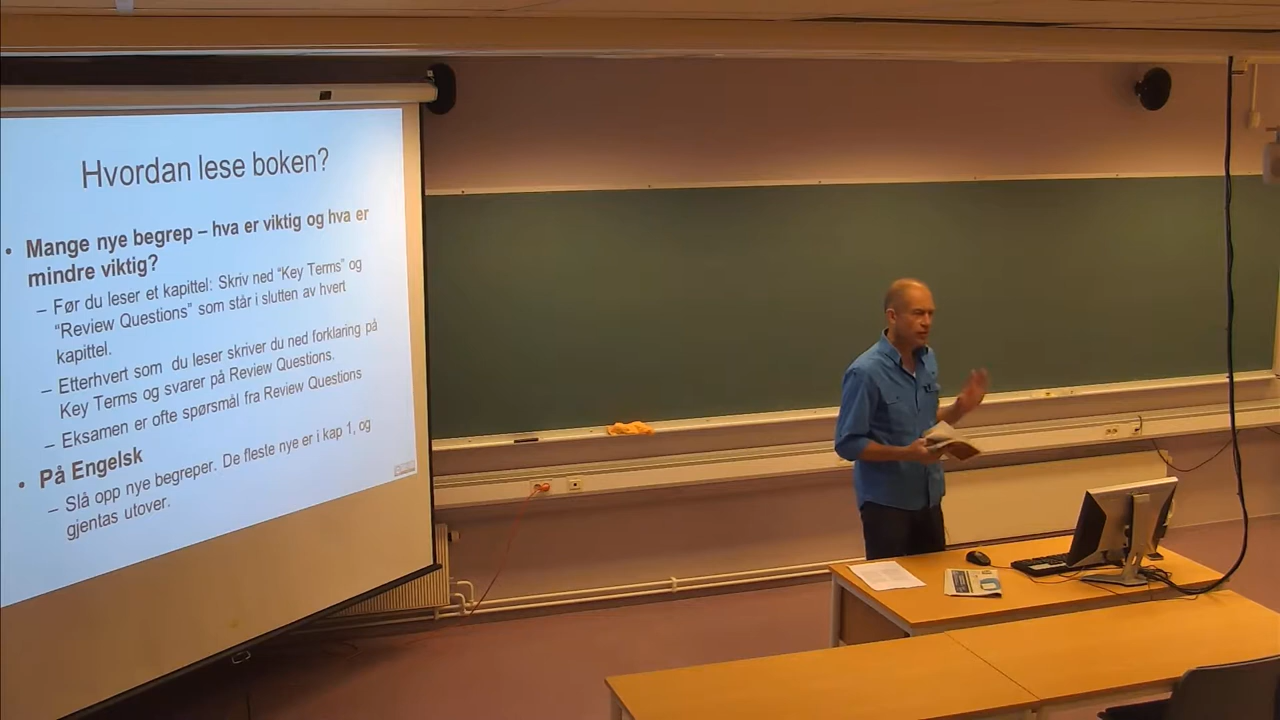 Hvordan lese boken?
• Mange nye begrep – hva er viktig og hva er
mindre viktig?
– Før du leser et kapittel: Skriv ned “Key Terms” og
“Review Questions” som står i slutten av hvert
kapittel.
– Etterhvert som du leser skriver du ned forklaring på
Key Terms og svarer på Review Questions.
– Eksamen er ofte spørsmål fra Review Questions
• På Engelsk
– Slå opp nye begreper. De fleste nye er i kap 1, og
gjentas utover.